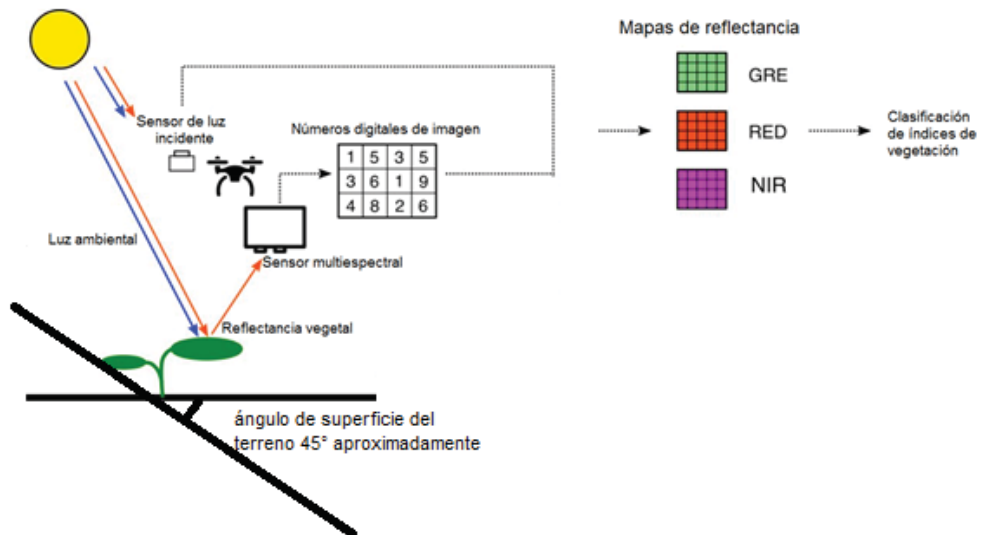 Mapas de reflectancia
GRE
RED
NIR
Clasificación
de índices de
vegetación
Sensor de luz
incidente
Números digitales de imagen
1 5 3 5
3 6 1 9
4 8 2 6
Luz ambiental
Sensor multiespectral
Reflectancia vegetal
ángulo de superficie del
terreno 45° aproximadamente